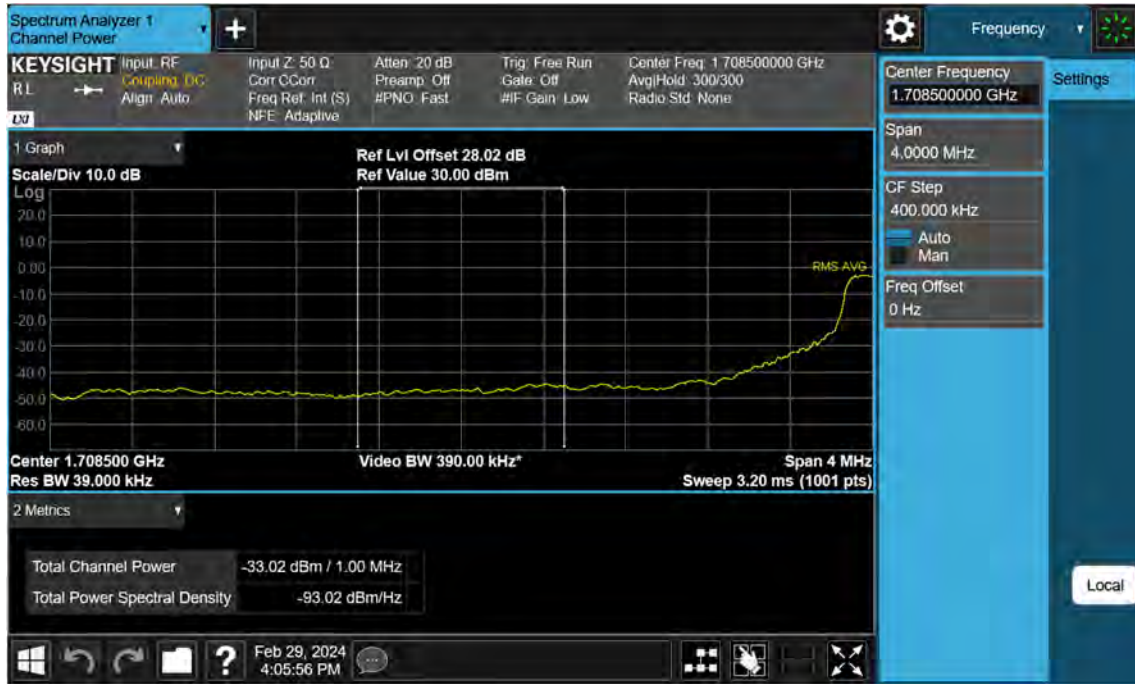 Spectrum Analyzer 1
Channel Power
Frequency
KEYSIGHT
RL
LXI
Input: RF
Coupling: DC
Align: Auto
Input Z: 50 Ω
Corr CCorr
Freq Ref: Int (S)
NFE: Adaptive
Atten: 20 dB
Preamp: Off
#PNO: Fast
Trig: Free Run
Gate: Off
#IF Gain: Low
Center Freq: 1.708500000 GHz
Avg|Hold: 300/300
Radio Std: None
Center Frequency
1.708500000 GHz
Settings
Span
4.0000 MHz
CF Step
400.000 kHz
Auto
Man
Freq Offset
0 Hz
1 Graph
Scale/Div 10.0 dB
Ref Lvl Offset 28.02 dB
Ref Value 30.00 dBm
Log
20.0
10.0
0.00
-10.0
-20.0
-30.0
-40.0
-50.0
-60.0
RMS AVG
Center 1.708500 GHz
Video BW 390.00 kHz*
Span 4 MHz
Res BW 39.000 kHz
Sweep 3.20 ms (1001 pts)
2 Metrics
Total Channel Power -33.02 dBm / 1.00 MHz
Total Power Spectral Density -93.02 dBm/Hz
Local
?
Feb 29, 2024
4:05:56 PM